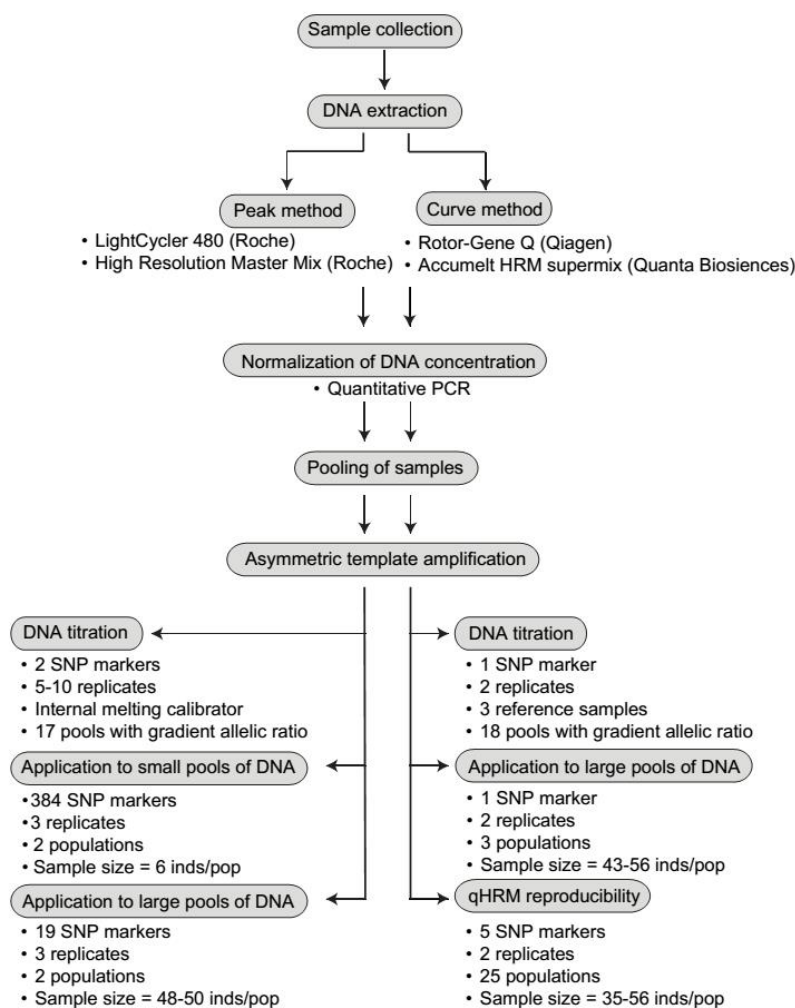 Sample collection
DNA extraction
Peak method
• LightCycler 480 (Roche)
• High Resolution Master Mix (Roche)
Curve method
• Rotor-Gene Q (Qiagen)
• Accumelt HRM supermix (Quanta Biosiences)
Normalization of DNA concentration
• Quantitative PCR
Pooling of samples
Asymmetric template amplification
DNA titration
• 2 SNP markers
• 5-10 replicates
• Internal melting calibrator
• 17 pools with gradient allelic ratio
Application to small pools of DNA
•384 SNP markers
•3 replicates
• 2 populations
• Sample size = 6 inds/pop
Application to large pools of DNA
• 19 SNP markers
• 3 replicates
• 2 populations
• Sample size = 48-50 inds/pop
DNA titration
• 1 SNP marker
• 2 replicates
• 3 reference samples
• 18 pools with gradient allelic ratio
Application to large pools of DNA
• 1 SNP marker
• 2 replicates
• 3 populations
• Sample size = 43-56 inds/pop
qHRM reproducibility
• 5 SNP markers
• 2 replicates
• 25 populations
• Sample size = 35-56 inds/pop